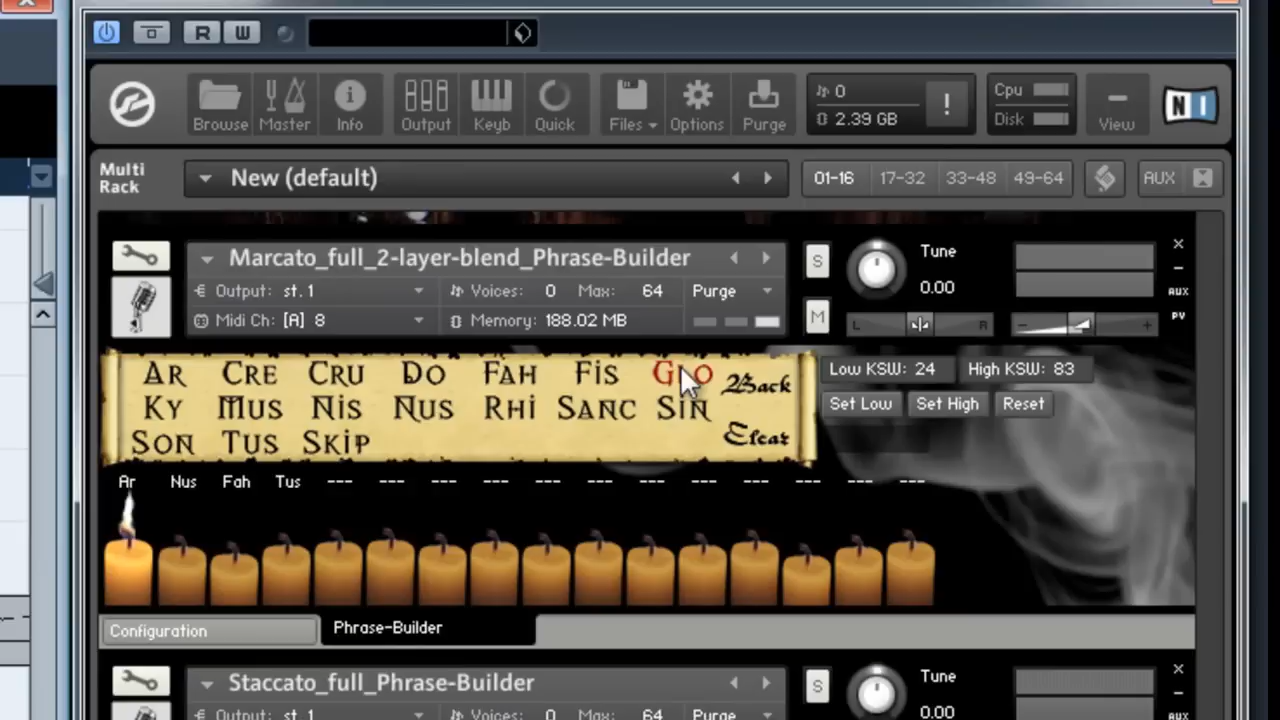 R W
Browse Master Info Output Keyb Quick Files Options Purge
0
2.39 GB
!
Cpu
Disk
View
NI
Multi
Rack
New (default)
01-16 17-32 33-48 49-64
AUX
Marcato_full_2-layer-blend_Phrase-Builder
Output: st. 1 Voices: 0 Max: 64 Purge
Midi Ch: [A] 8 Memory: 188.02 MB
S
M
Tune
0.00
L R
- +
AUX
PV
Ar Cre Cru Do Fah Fis Glo Back
Ky Mus Nis Nus Rhi Sanc Sin
Son Tus Skip Clear
Low KSW: 24 High KSW: 83
Set Low Set High Reset
Ar Nus Fah Tus --- --- --- --- --- --- --- --- --- --- --- ---
Configuration Phrase-Builder
Staccato_full_Phrase-Builder
S
Tune
0.00
Output: st. 1 Voices: 0 Max: 64 Purge
AUX